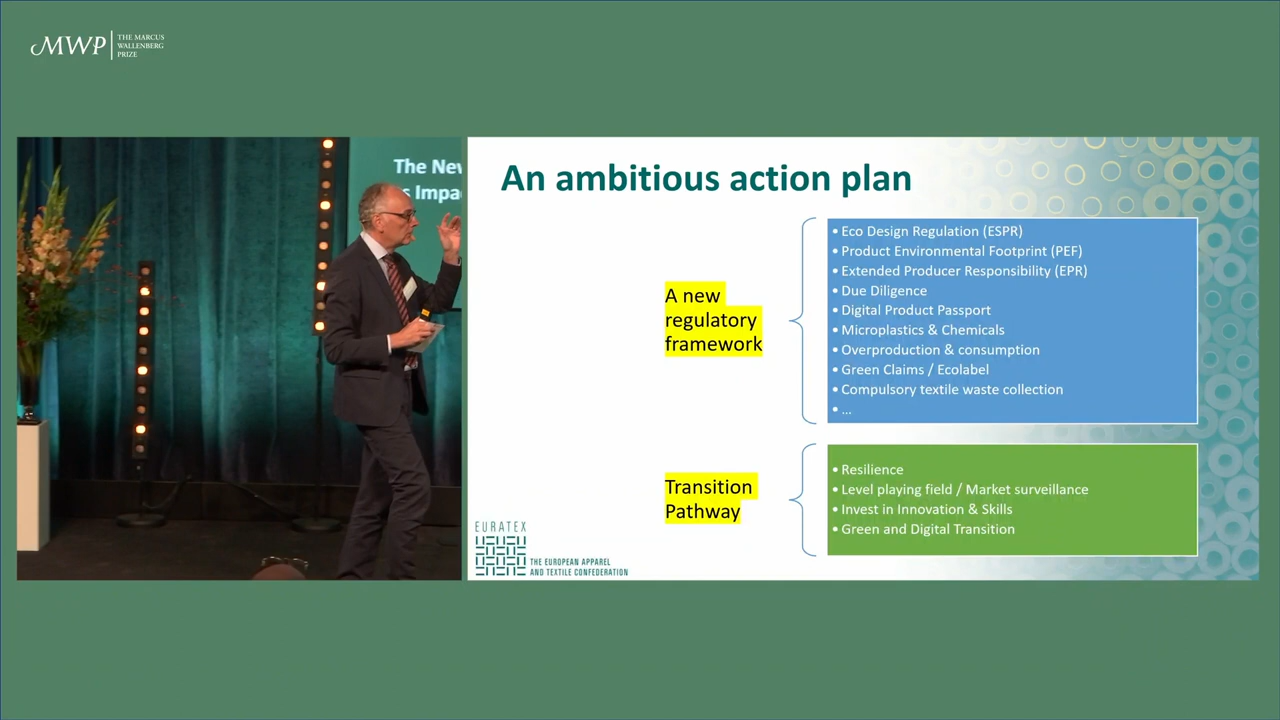 MWP THE MARCUS
WALLENBERG
PRIZE
The New
s Impa
An ambitious action plan
A new
regulatory
framework
• Eco Design Regulation (ESPR)
• Product Environmental Footprint (PEF)
• Extended Producer Responsibility (EPR)
• Due Diligence
• Digital Product Passport
• Microplastics & Chemicals
• Overproduction & consumption
• Green Claims / Ecolabel
• Compulsory textile waste collection
• ...
Transition
Pathway
• Resilience
• Level playing field / Market surveillance
• Invest in Innovation & Skills
• Green and Digital Transition
EURATEX
THE EUROPEAN APPAREL
AND TEXTILE CONFEDERATION